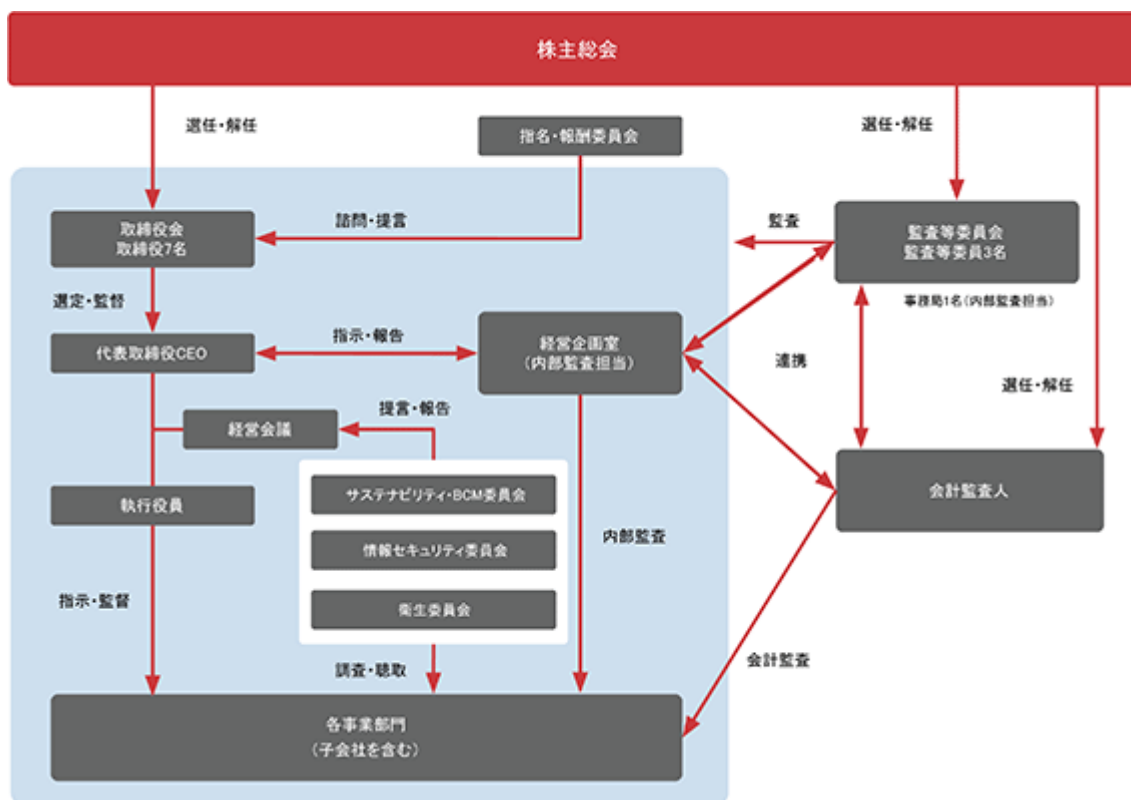 株主総会
選任・解任
指名・報酬委員会
選任・解任
取締役会
取締役7名
諮問・提言
監査
監査等委員会
監査等委員3名
事務局1名(内部監査担当)
選定・監督
代表取締役CEO
指示・報告
経営企画室
(内部監査担当)
連携
選任・解任
提言・報告
経営会議
会計監査人
サステナビリティ・BCM委員会
執行役員
情報セキュリティ委員会
内部監査
衛生委員会
指示・監督
調査・聴取
会計監査
各事業部門
(子会社を含む)